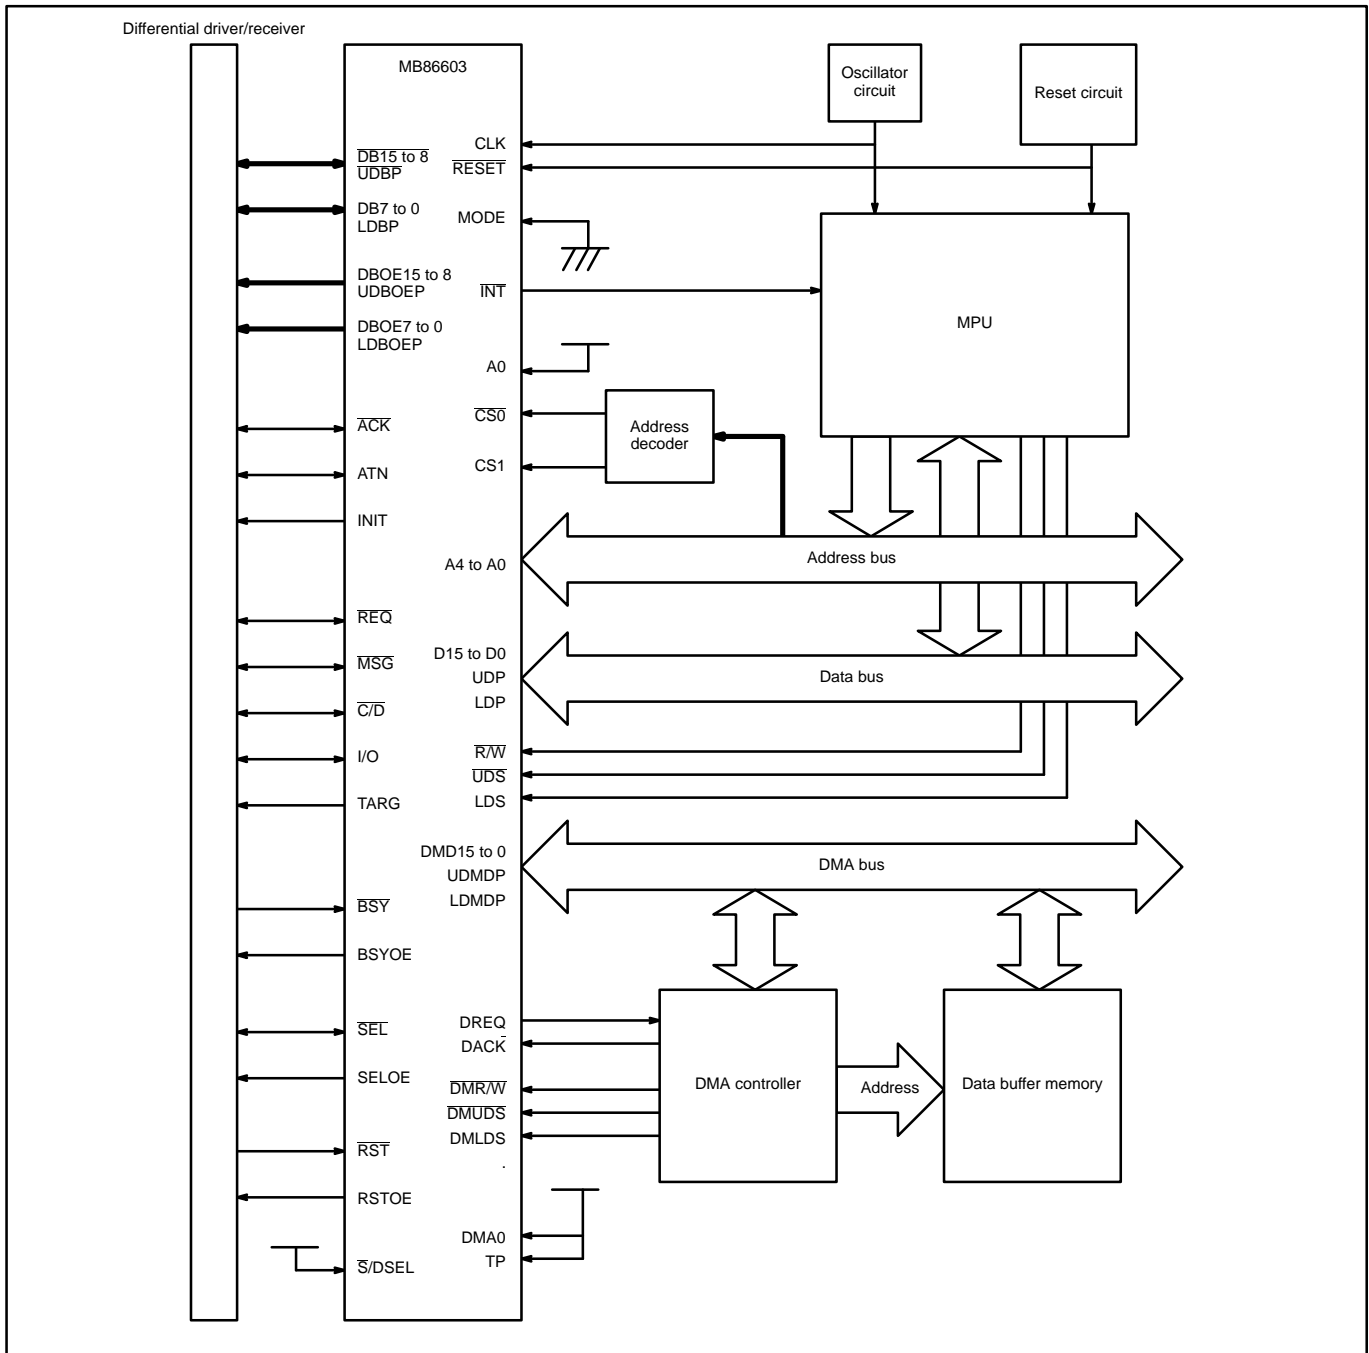 Differential driver/receiver
MB86603
Oscillator
circuit
Reset circuit
CLK
RESET
DB15 to 8
UDBP
DB7 to 0
LDBP
MODE
DBOE15 to 8
UDBOEP
INT
MPU
DBOE7 to 0
LDBOEP
A0
CS0
Address
decoder
ACK
CS1
ATN
INIT
Address bus
A4 to A0
REQ
D15 to D0
MSG
UDP
Data bus
LDP
C/D
R/W
I/O
UDS
LDS
TARG
DMD15 to 0
DMA bus
UDMDP
LDMDP
BSY
BSYOE
DREQ
SEL
DACK
SELOE
DMR/W
DMA controller
Address
Data buffer memory
DMUDS
DMLDS
RST
.
RSTOE
DMA0
TP
S/DSEL